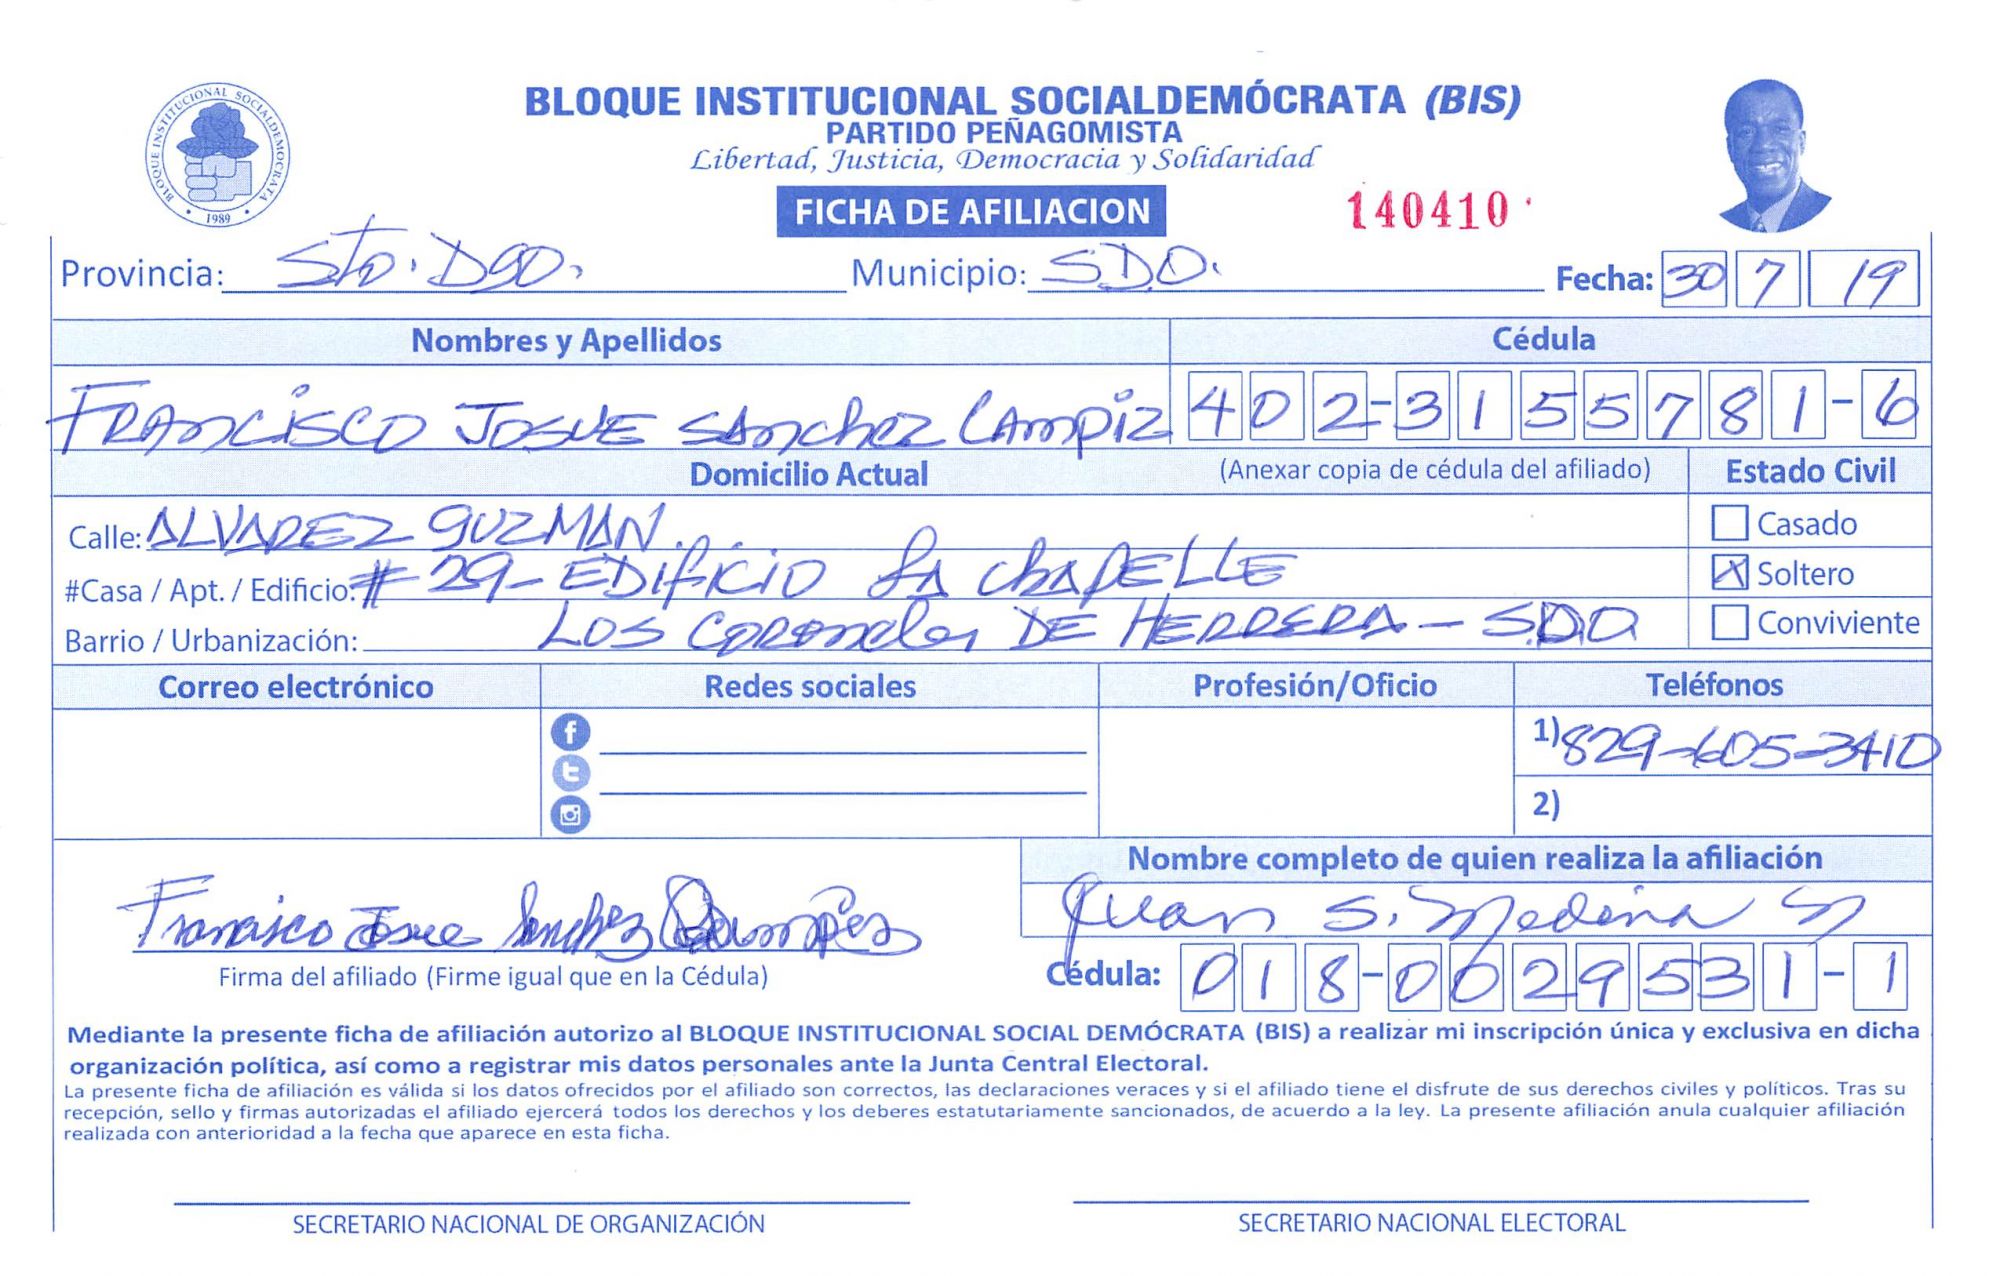 BLOQUE INSTITUCIONAL SOCIALDEMÓCRATA (BIS)
PARTIDO PEÑAGOMISTA
Libertad, Justicia, Democracia y Solidaridad
BLOQUE INSTITUCIONAL SOCIALDEMOCRATA
• 1989 •
FICHA DE AFILIACION
140410
Provincia: Sto. Dgo. Municipio: S.D.O. Fecha: 30 7 19
Nombres y Apellidos Cédula
FRANCISCO JOSUE SANchez CAMPIZ 402-3155781-6
Domicilio Actual (Anexar copia de cédula del afiliado) Estado Civil
Calle: ALVAREZ GUZMAN. Casado
#Casa / Apt. / Edificio: # 29- EDIFICIO LA ChAPELLE Soltero
Barrio / Urbanización: LOS CORoneles DE HERRERA - S.D.O Conviviente
Correo electrónico Redes sociales Profesión/Oficio Teléfonos
1) 829-605-3410
2)
Nombre completo de quien realiza la afiliación
Francisco Josue Sanchez Juan S. Medina
Firma del afiliado (Firme igual que en la Cédula) Cédula: 018-0029531-1
Mediante la presente ficha de afiliación autorizo al BLOQUE INSTITUCIONAL SOCIAL DEMÓCRATA (BIS) a realizar mi inscripción única y exclusiva en dicha
organización política, así como a registrar mis datos personales ante la Junta Central Electoral.
La presente ficha de afiliación es válida si los datos ofrecidos por el afiliado son correctos, las declaraciones veraces y si el afiliado tiene el disfrute de sus derechos civiles y políticos. Tras su
recepción, sello y firmas autorizadas el afiliado ejercerá todos los derechos y los deberes estatutariamente sancionados, de acuerdo a la ley. La presente afiliación anula cualquier afiliación
realizada con anterioridad a la fecha que aparece en esta ficha.
SECRETARIO NACIONAL DE ORGANIZACIÓN SECRETARIO NACIONAL ELECTORAL